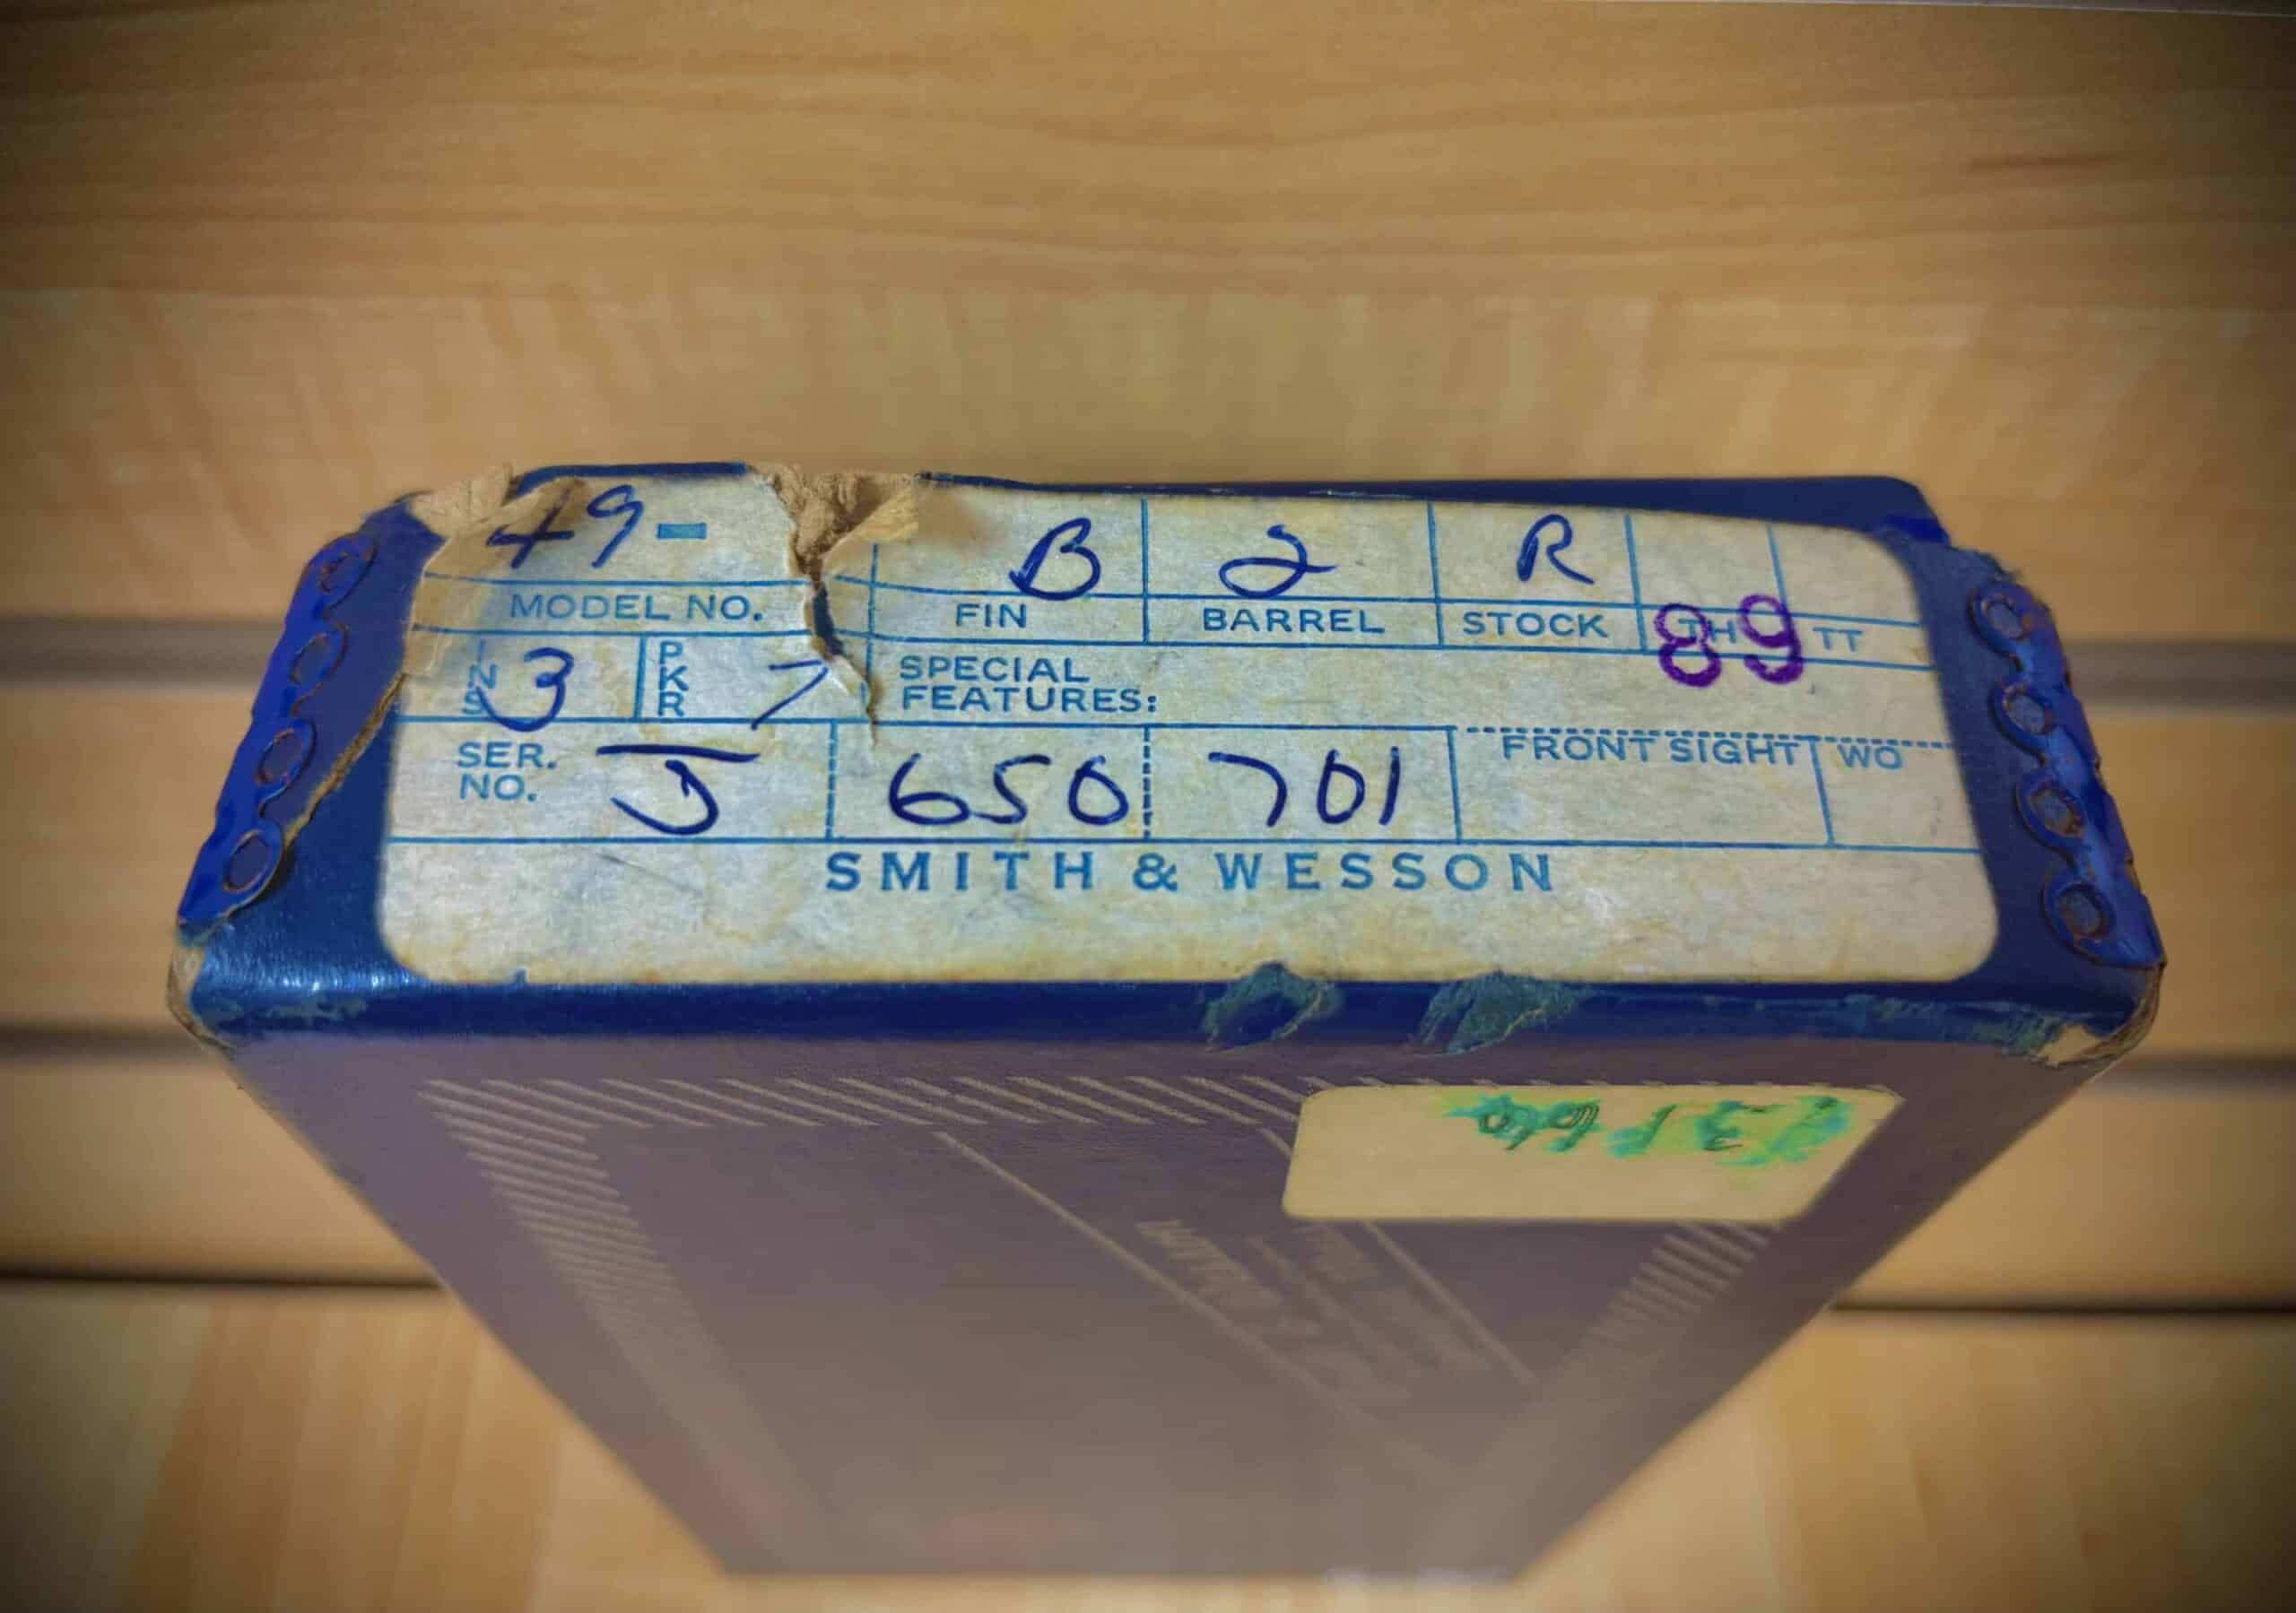 49-
B
2
R
MODEL NO.
FIN
BARREL
STOCK
TH
TT
89
INS 3
PKR 7
SPECIAL
FEATURES:
SER.
NO.
J
650
701
FRONT SIGHT
WO
SMITH & WESSON